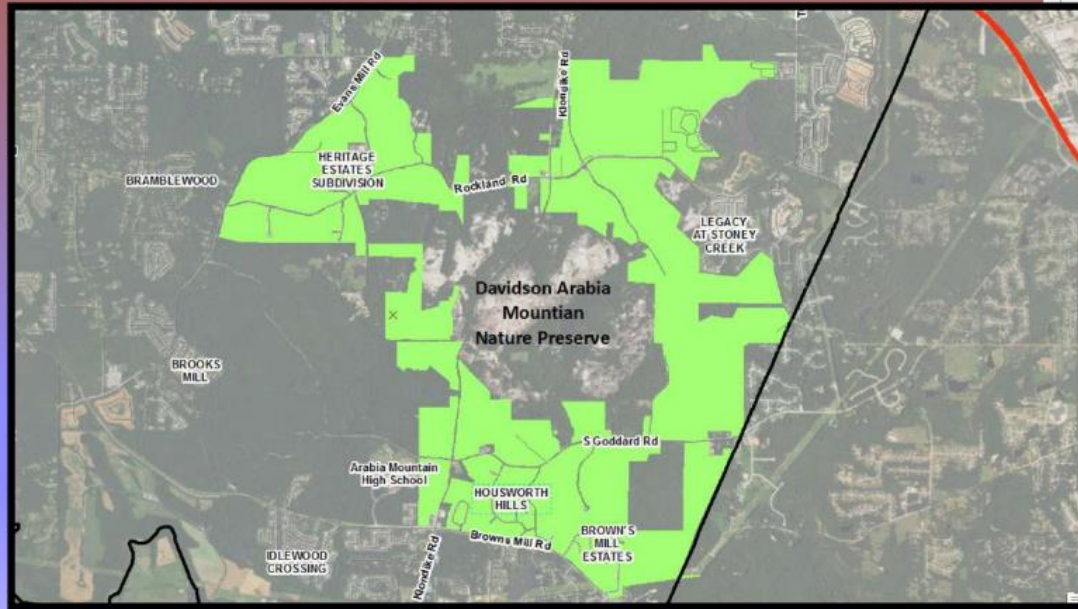 Evans Mill Rd
Klondike Rd
HERITAGE
ESTATES
SUBDIVISION
BRAMBLEWOOD
Rockland Rd
LEGACY
AT STONEY
CREEK
Davidson Arabia
Mountian
Nature Preserve
BROOKS
MILL
S Goddard Rd
Arabia Mountain
High School
HOUSWORTH
HILLS
Browns Mill Rd
BROWN'S
MILL
ESTATES
IDLEWOOD
CROSSING
Klondike Rd